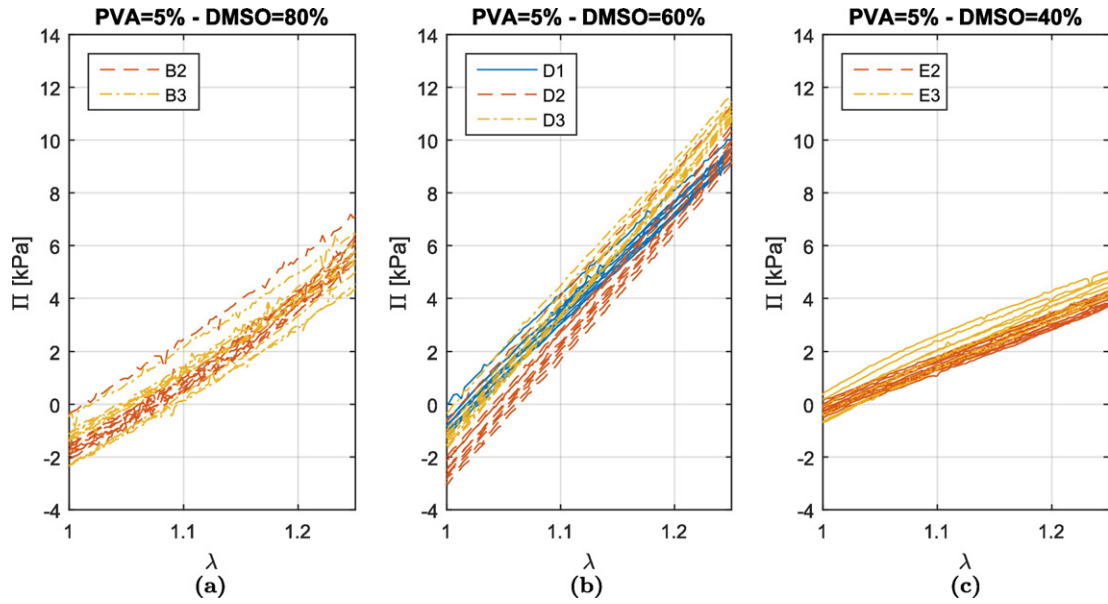 PVA=5% - DMSO=80%
14
12
10
8
6
4
2
0
-2
-4
Π [kPa]
B2
B3
1
1.1
1.2
λ
(a)
PVA=5% - DMSO=60%
14
12
10
8
6
4
2
0
-2
-4
Π [kPa]
D1
D2
D3
1
1.1
1.2
λ
(b)
PVA=5% - DMSO=40%
14
12
10
8
6
4
2
0
-2
-4
Π [kPa]
E2
E3
1
1.1
1.2
λ
(c)